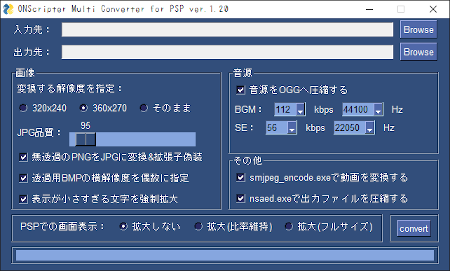 ONScripter Multi Converter for PSP ver.1.20
入力先： Browse
出力先： Browse
画像
変換する解像度を指定：
320x240 360x270 そのまま
95
JPG品質：
無透過のPNGをJPGに変換&拡張子偽装
透過用BMPの横解像度を偶数に指定
表示が小さすぎる文字を強制拡大
音源
音源をOGGへ圧縮する
BGM： 112 kbps 44100 Hz
SE： 56 kbps 22050 Hz
その他
smjpeg_encode.exeで動画を変換する
nsaed.exeで出力ファイルを圧縮する
PSPでの画面表示： 拡大しない 拡大(比率維持) 拡大(フルサイズ) convert